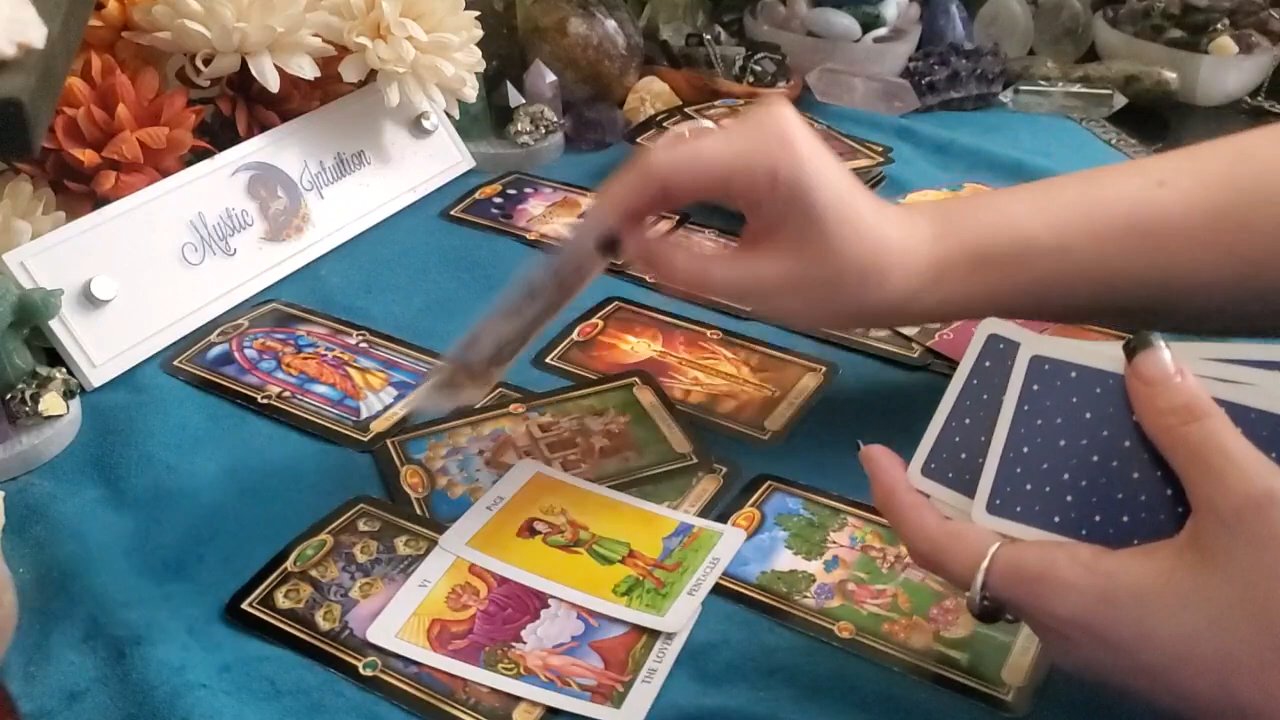 Mystic Intuition
PAGE
PENTACLES
VI
THE LOVERS